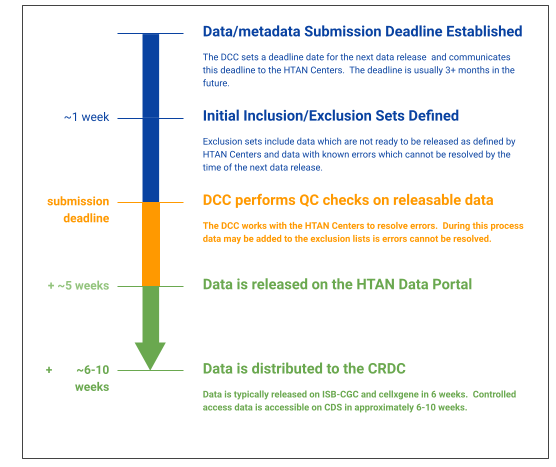 Data/metadata Submission Deadline Established
The DCC sets a deadline date for the next data release and communicates
this deadline to the HTAN Centers. The deadline is usually 3+ months in the
future.
~1 week
Initial Inclusion/Exclusion Sets Defined
Exclusion sets include data which are not ready to be released as defined by
HTAN Centers and data with known errors which cannot be resolved by the
time of the next data release.
submission
deadline
DCC performs QC checks on releasable data
The DCC works with the HTAN Centers to resolve errors. During this process
data may be added to the exclusion lists is errors cannot be resolved.
+ ~5 weeks
Data is released on the HTAN Data Portal
+ ~6-10
weeks
Data is distributed to the CRDC
Data is typically released on ISB-CGC and cellxgene in 6 weeks. Controlled
access data is accessible on CDS in approximately 6-10 weeks.